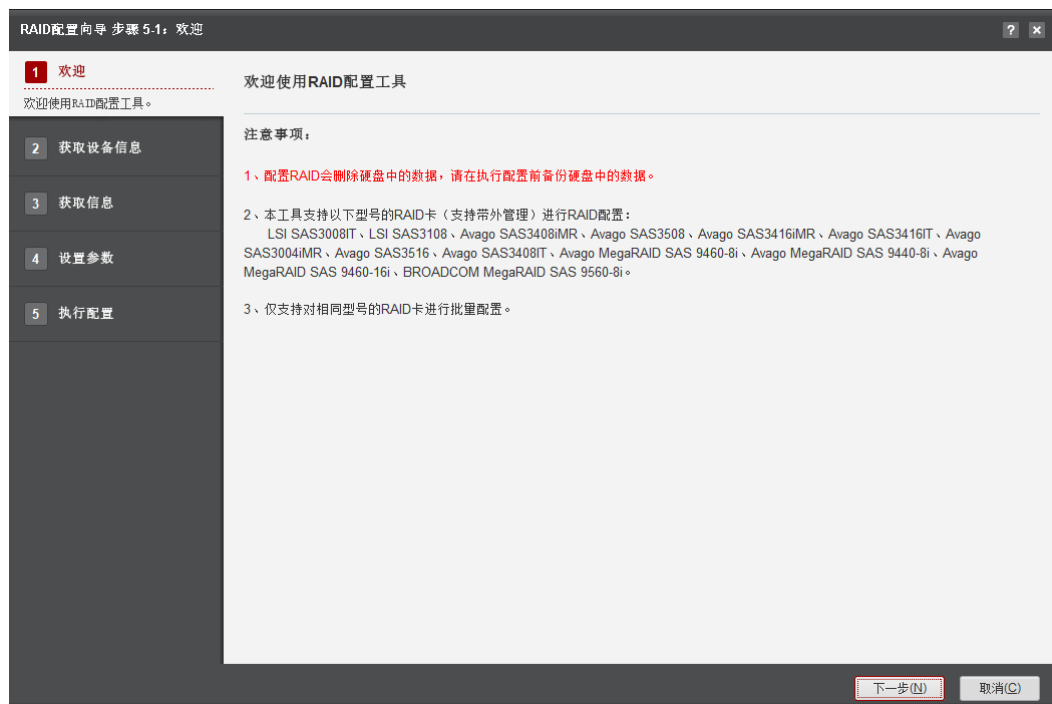 RAID配置向导 步骤 5-1：欢迎
? ×
1 欢迎
欢迎使用RAID配置工具。
2 获取设备信息
3 获取信息
4 设置参数
5 执行配置
欢迎使用RAID配置工具
注意事项：
1、配置RAID会删除硬盘中的数据，请在执行配置前备份硬盘中的数据。
2、本工具支持以下型号的RAID卡（支持带外管理）进行RAID配置：
LSI SAS3008IT、LSI SAS3108、Avago SAS3408iMR、Avago SAS3508、Avago SAS3416iMR、Avago SAS3416IT、Avago
SAS3004iMR、Avago SAS3516、Avago SAS3408IT、Avago MegaRAID SAS 9460-8i、Avago MegaRAID SAS 9440-8i、Avago
MegaRAID SAS 9460-16i、BROADCOM MegaRAID SAS 9560-8i。
3、仅支持对相同型号的RAID卡进行批量配置。
下一步(N) 取消(C)